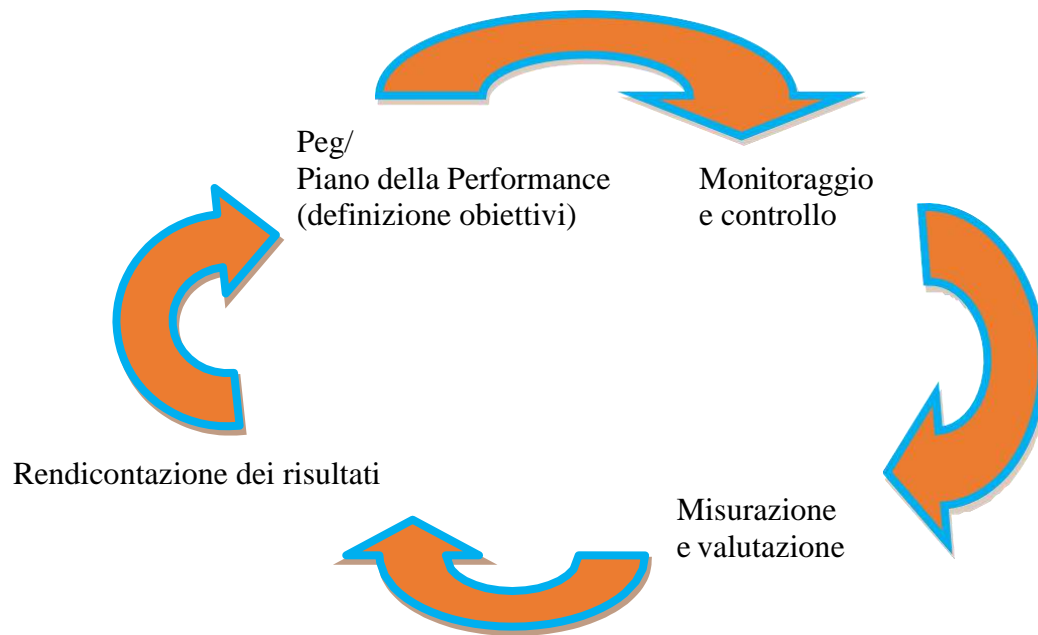 Peg/
Piano della Performance
(definizione obiettivi)
Monitoraggio
e controllo
Rendicontazione dei risultati
Misurazione
e valutazione